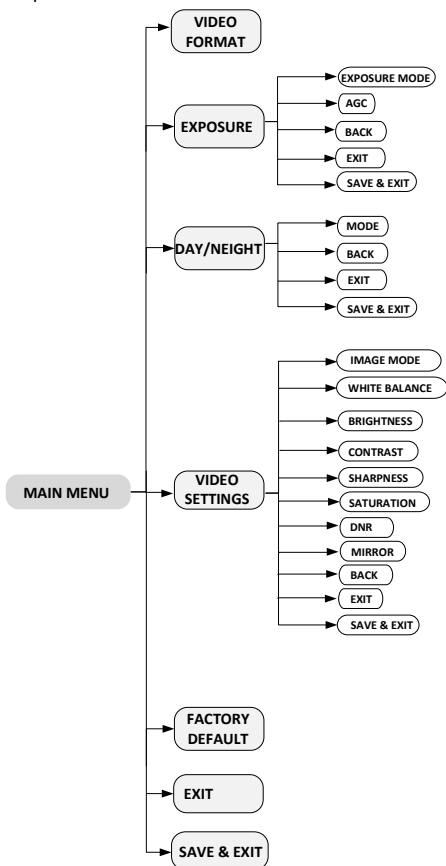 VIDEO
FORMAT
EXPOSURE
EXPOSURE MODE
AGC
BACK
EXIT
SAVE & EXIT
DAY/NEIGHT
MODE
BACK
EXIT
SAVE & EXIT
MAIN MENU
VIDEO
SETTINGS
IMAGE MODE
WHITE BALANCE
BRIGHTNESS
CONTRAST
SHARPNESS
SATURATION
DNR
MIRROR
BACK
EXIT
SAVE & EXIT
FACTORY
DEFAULT
EXIT
SAVE & EXIT